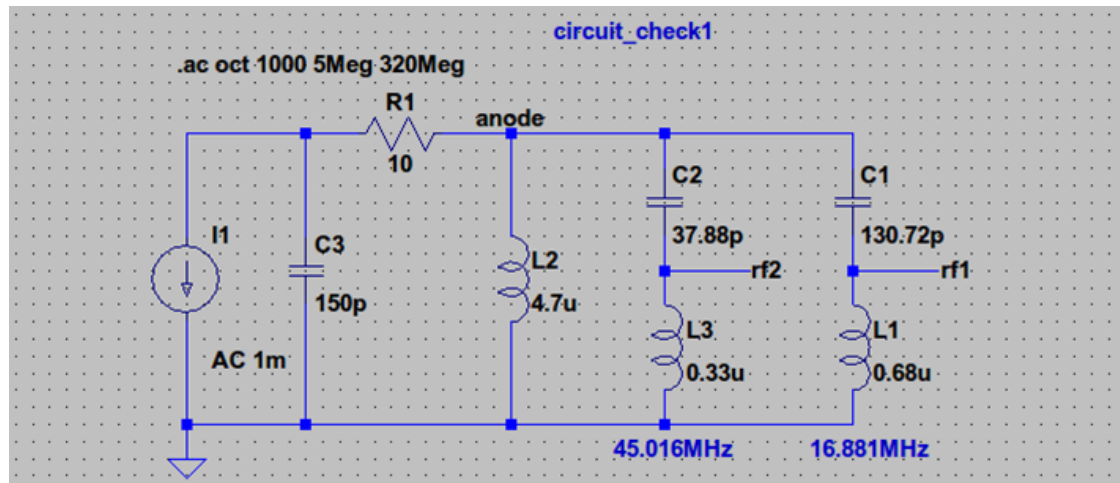 circuit_check1
.ac oct 1000 5Meg 320Meg
R1
anode
10
C2
C1
37.88p
130.72p
I1
C3
L2
rf2
rf1
150p
4.7u
L3
L1
AC 1m
0.33u
0.68u
45.016MHz
16.881MHz